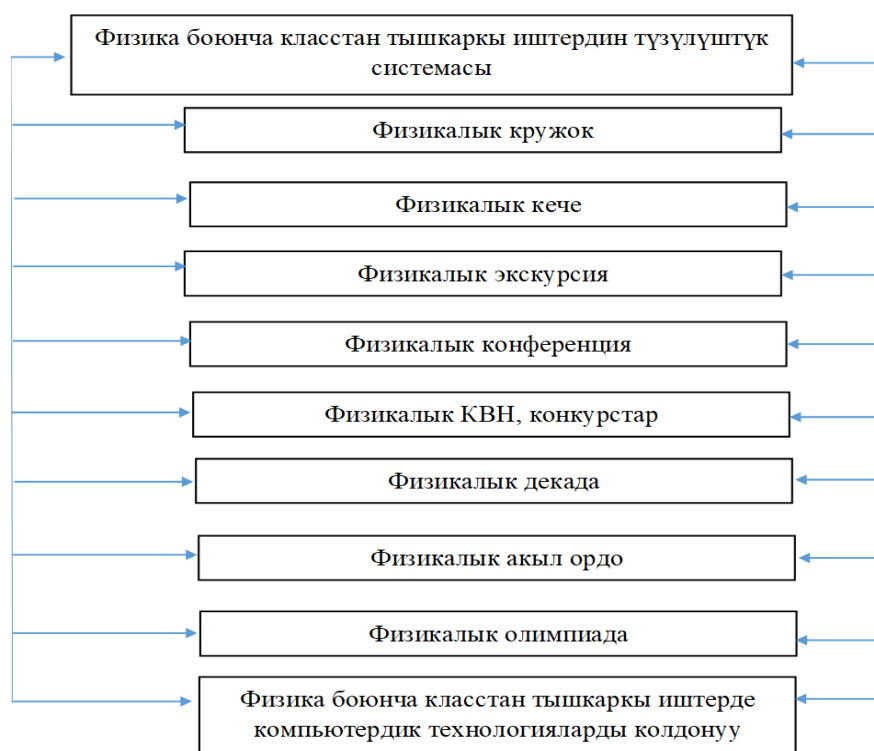 Физика боюнча класстан тышкаркы иштердин түзүлүштүк
системасы
Физикалык кружок
Физикалык кече
Физикалык экскурсия
Физикалык конференция
Физикалык КВН, конкурстар
Физикалык декада
Физикалык акыл ордо
Физикалык олимпиада
Физика боюнча класстан тышкаркы иштерде
компьютердик технологияларды колдонуу